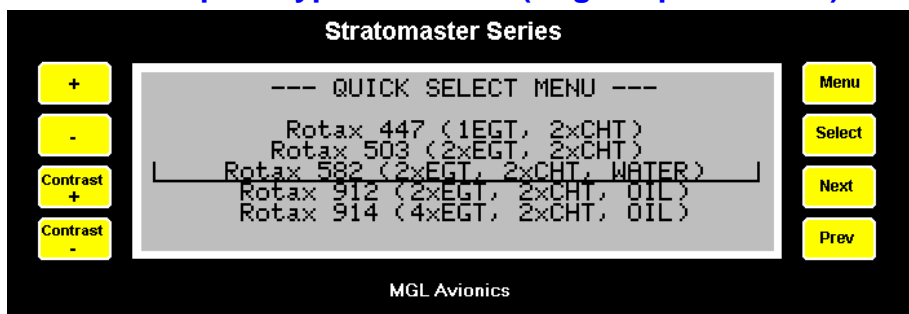 Stratomaster Series
+
-
Contrast
+
Contrast
-
--- QUICK SELECT MENU ---
Rotax 447 (1EGT, 2xCHT)
Rotax 503 (2xEGT, 2xCHT)
Rotax 582 (2xEGT, 2xCHT, WATER)
Rotax 912 (2xEGT, 2xCHT, OIL)
Rotax 914 (4xEGT, 2xCHT, OIL)
Menu
Select
Next
Prev
MGL Avionics